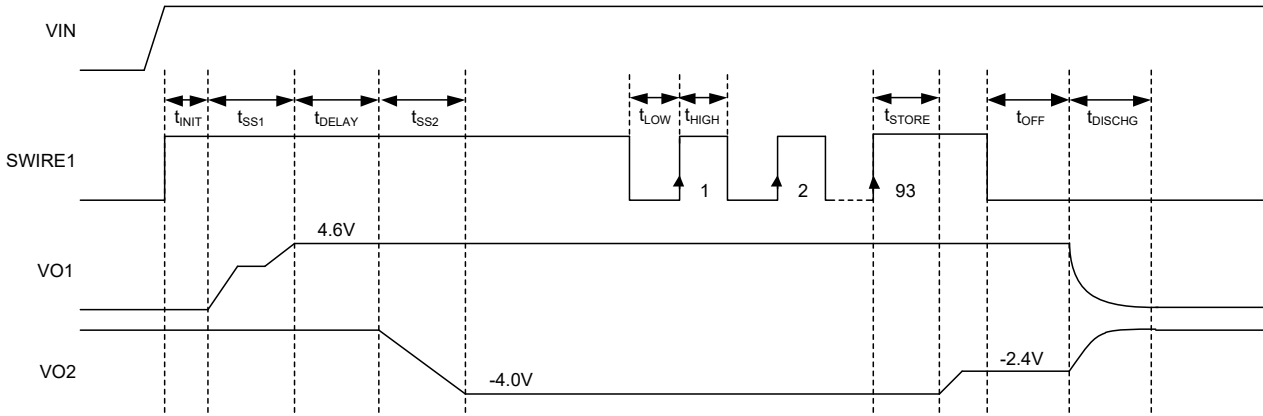 VIN
tINIT tSS1 tDELAY tSS2 tLOW tHIGH tSTORE tOFF tDISCHG
SWIRE1
1 2 93
4.6V
VO1
VO2
-4.0V
-2.4V